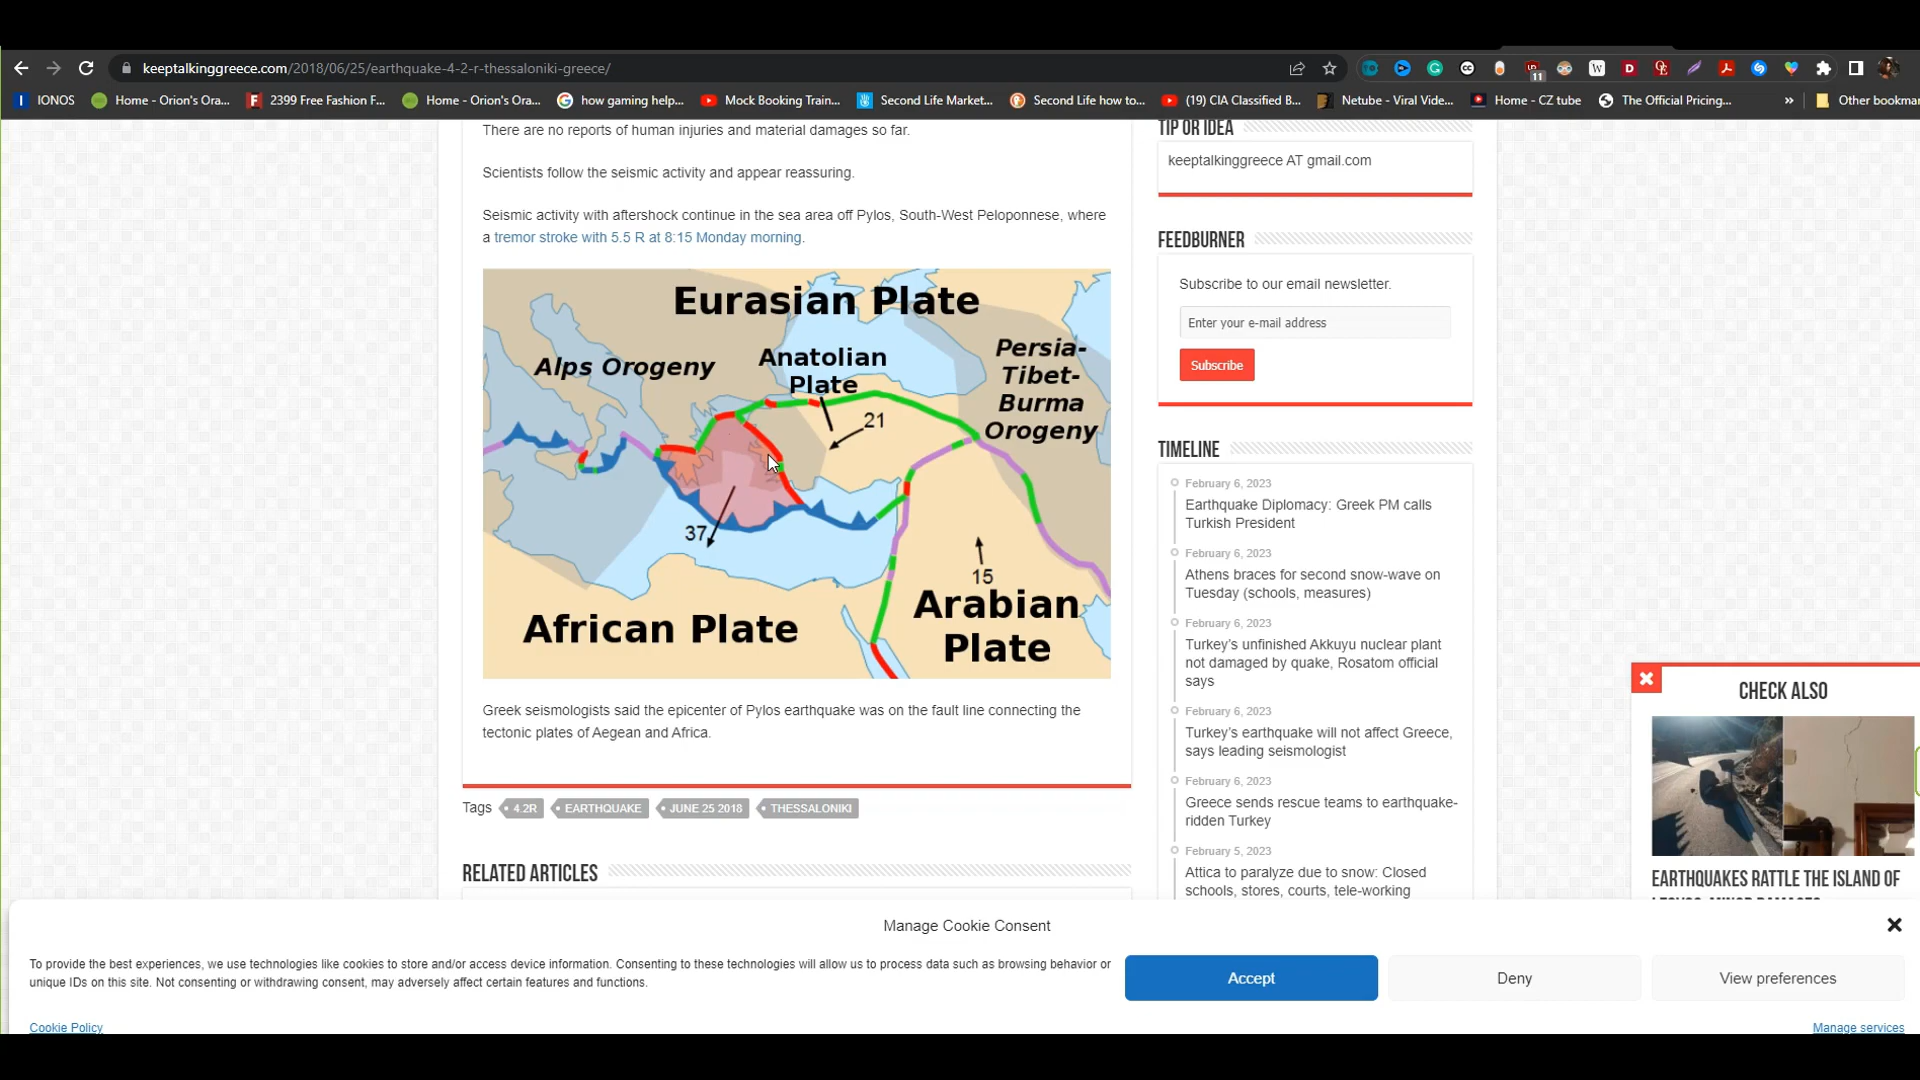 keeptalkinggreece.com/2018/06/25/earthquake-4-2-r-thessaloniki-greece/
11
IONOS
Home - Orion's Ora...
2399 Free Fashion F...
Home - Orion's Ora...
how gaming help...
Mock Booking Train...
Second Life Market...
Second Life how to...
(19) CIA Classified B...
Netube - Viral Vide...
Home - CZ tube
The Official Pricing...
»
Other bookmar
There are no reports of human injuries and material damages so far.
Scientists follow the seismic activity and appear reassuring.
Seismic activity with aftershock continue in the sea area off Pylos, South-West Peloponnese, where
a tremor stroke with 5.5 R at 8:15 Monday morning.
Eurasian Plate
Alps Orogeny
Anatolian
Plate
Persia-
Tibet-
Burma
Orogeny
21
37
15
African Plate
Arabian
Plate
Greek seismologists said the epicenter of Pylos earthquake was on the fault line connecting the
tectonic plates of Aegean and Africa.
Tags
4.2R
EARTHQUAKE
JUNE 25 2018
THESSALONIKI
RELATED ARTICLES
TIP OR IDEA
keeptalkinggreece AT gmail.com
FEEDBURNER
Subscribe to our email newsletter.
Enter your e-mail address
Subscribe
TIMELINE
February 6, 2023
Earthquake Diplomacy: Greek PM calls
Turkish President
February 6, 2023
Athens braces for second snow-wave on
Tuesday (schools, measures)
February 6, 2023
Turkey's unfinished Akkuyu nuclear plant
not damaged by quake, Rosatom official
says
February 6, 2023
Turkey's earthquake will not affect Greece,
says leading seismologist
February 6, 2023
Greece sends rescue teams to earthquake-
ridden Turkey
February 5, 2023
Attica to paralyze due to snow: Closed
schools, stores, courts, tele-working
CHECK ALSO
EARTHQUAKES RATTLE THE ISLAND OF
Manage Cookie Consent
To provide the best experiences, we use technologies like cookies to store and/or access device information. Consenting to these technologies will allow us to process data such as browsing behavior or
unique IDs on this site. Not consenting or withdrawing consent, may adversely affect certain features and functions.
Accept
Deny
View preferences
Cookie Policy
Manage services